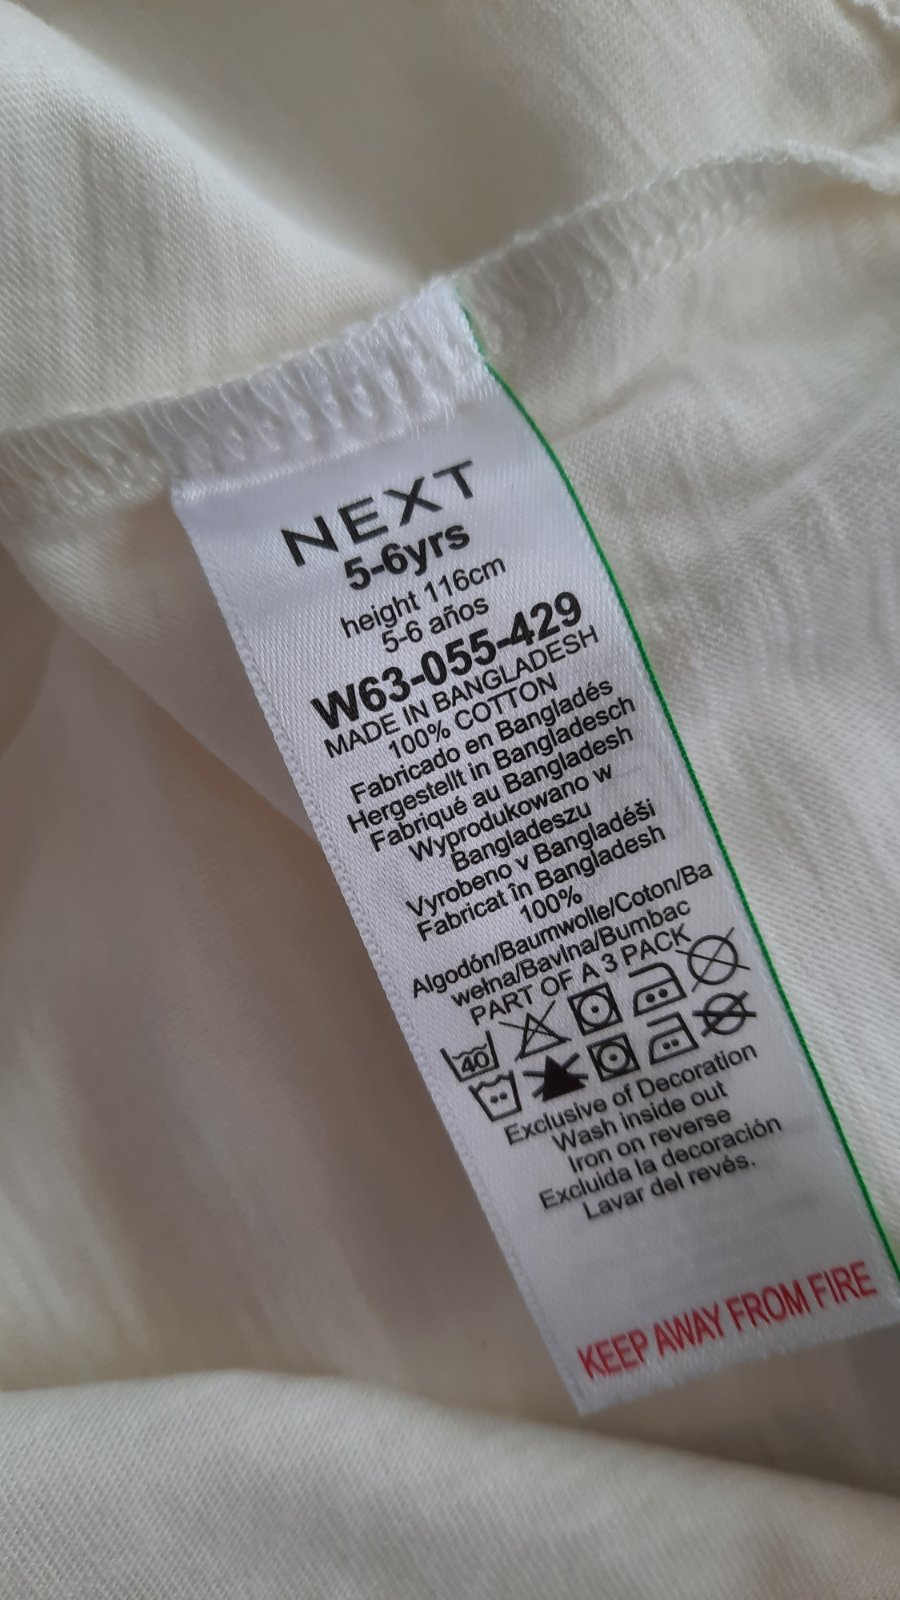 NEXT
5-6yrs
height 116cm
5-6 años
W63-055-429
MADE IN BANGLADESH
100% COTTON
Fabricado en Bangladés
Hergestellt in Bangladesch
Fabriqué au Bangladesh
Wyprodukowano w
Bangladeszu
Vyrobeno v Bangladéši
Fabricat în Bangladesh
100%
Algodón/Baumwolle/Coton/Ba
wełna/Bavlna/Bumbac
PART OF A 3 PACK
40
Exclusive of Decoration
Wash inside out
Iron on reverse
Excluida la decoración
Lavar del revés.
KEEP AWAY FROM FIRE